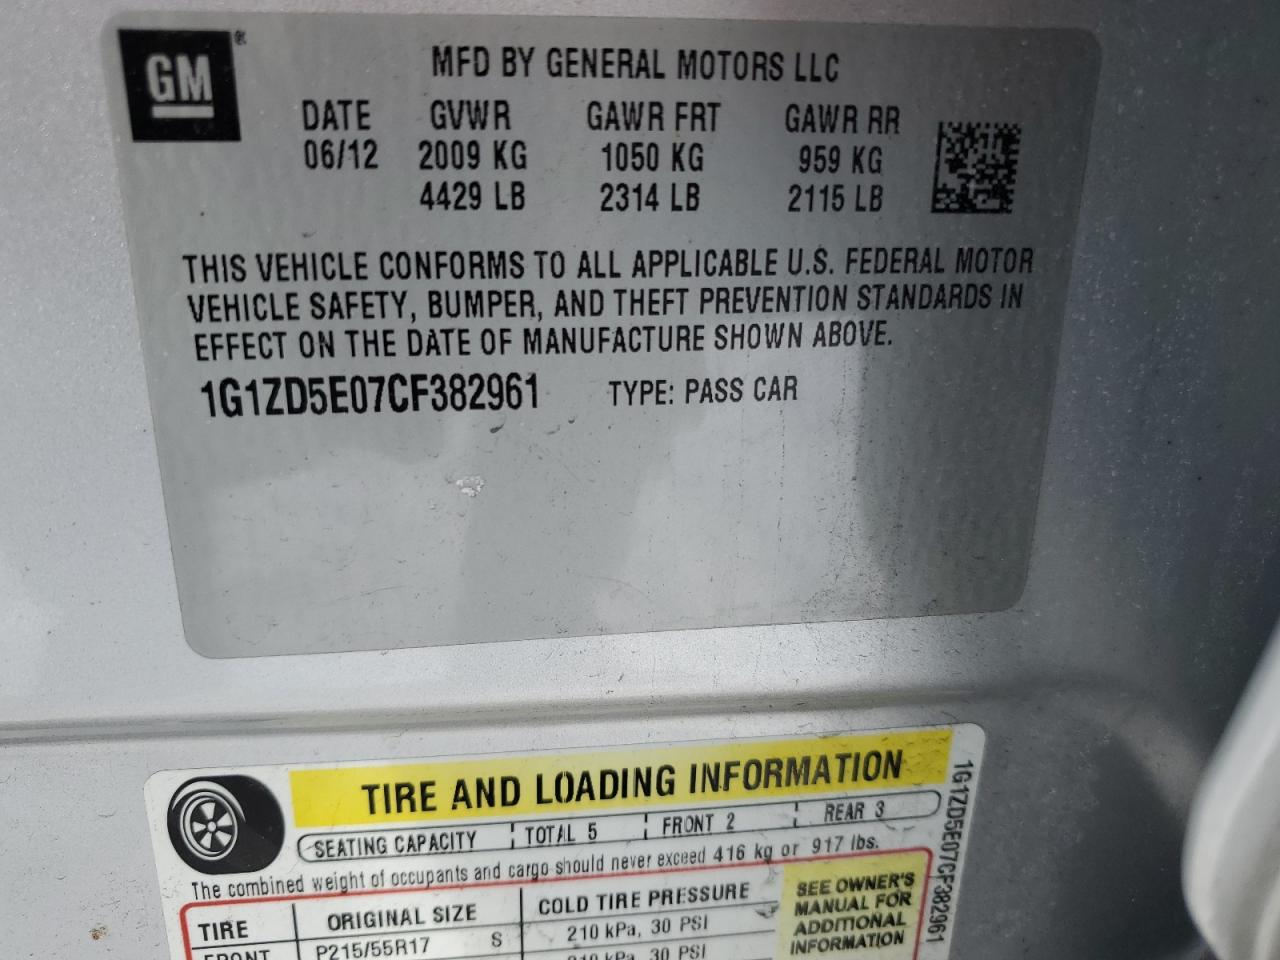 GM®
MFD BY GENERAL MOTORS LLC
DATE GVWR GAWR FRT GAWR RR
06/12 2009 KG 1050 KG 959 KG
4429 LB 2314 LB 2115 LB
THIS VEHICLE CONFORMS TO ALL APPLICABLE U.S. FEDERAL MOTOR
VEHICLE SAFETY, BUMPER, AND THEFT PREVENTION STANDARDS IN
EFFECT ON THE DATE OF MANUFACTURE SHOWN ABOVE.
1G1ZD5E07CF382961 TYPE: PASS CAR
TIRE AND LOADING INFORMATION
SEATING CAPACITY TOTAL 5 FRONT 2 REAR 3
The combined weight of occupants and cargo should never exceed 416 kg or 917 lbs.
TIRE ORIGINAL SIZE COLD TIRE PRESSURE
FRONT P215/55R17 S 210 kPa, 30 PSI
210 kPa, 30 PSI
SEE OWNER'S
MANUAL FOR
ADDITIONAL
INFORMATION
1G1ZD5E07CF382961